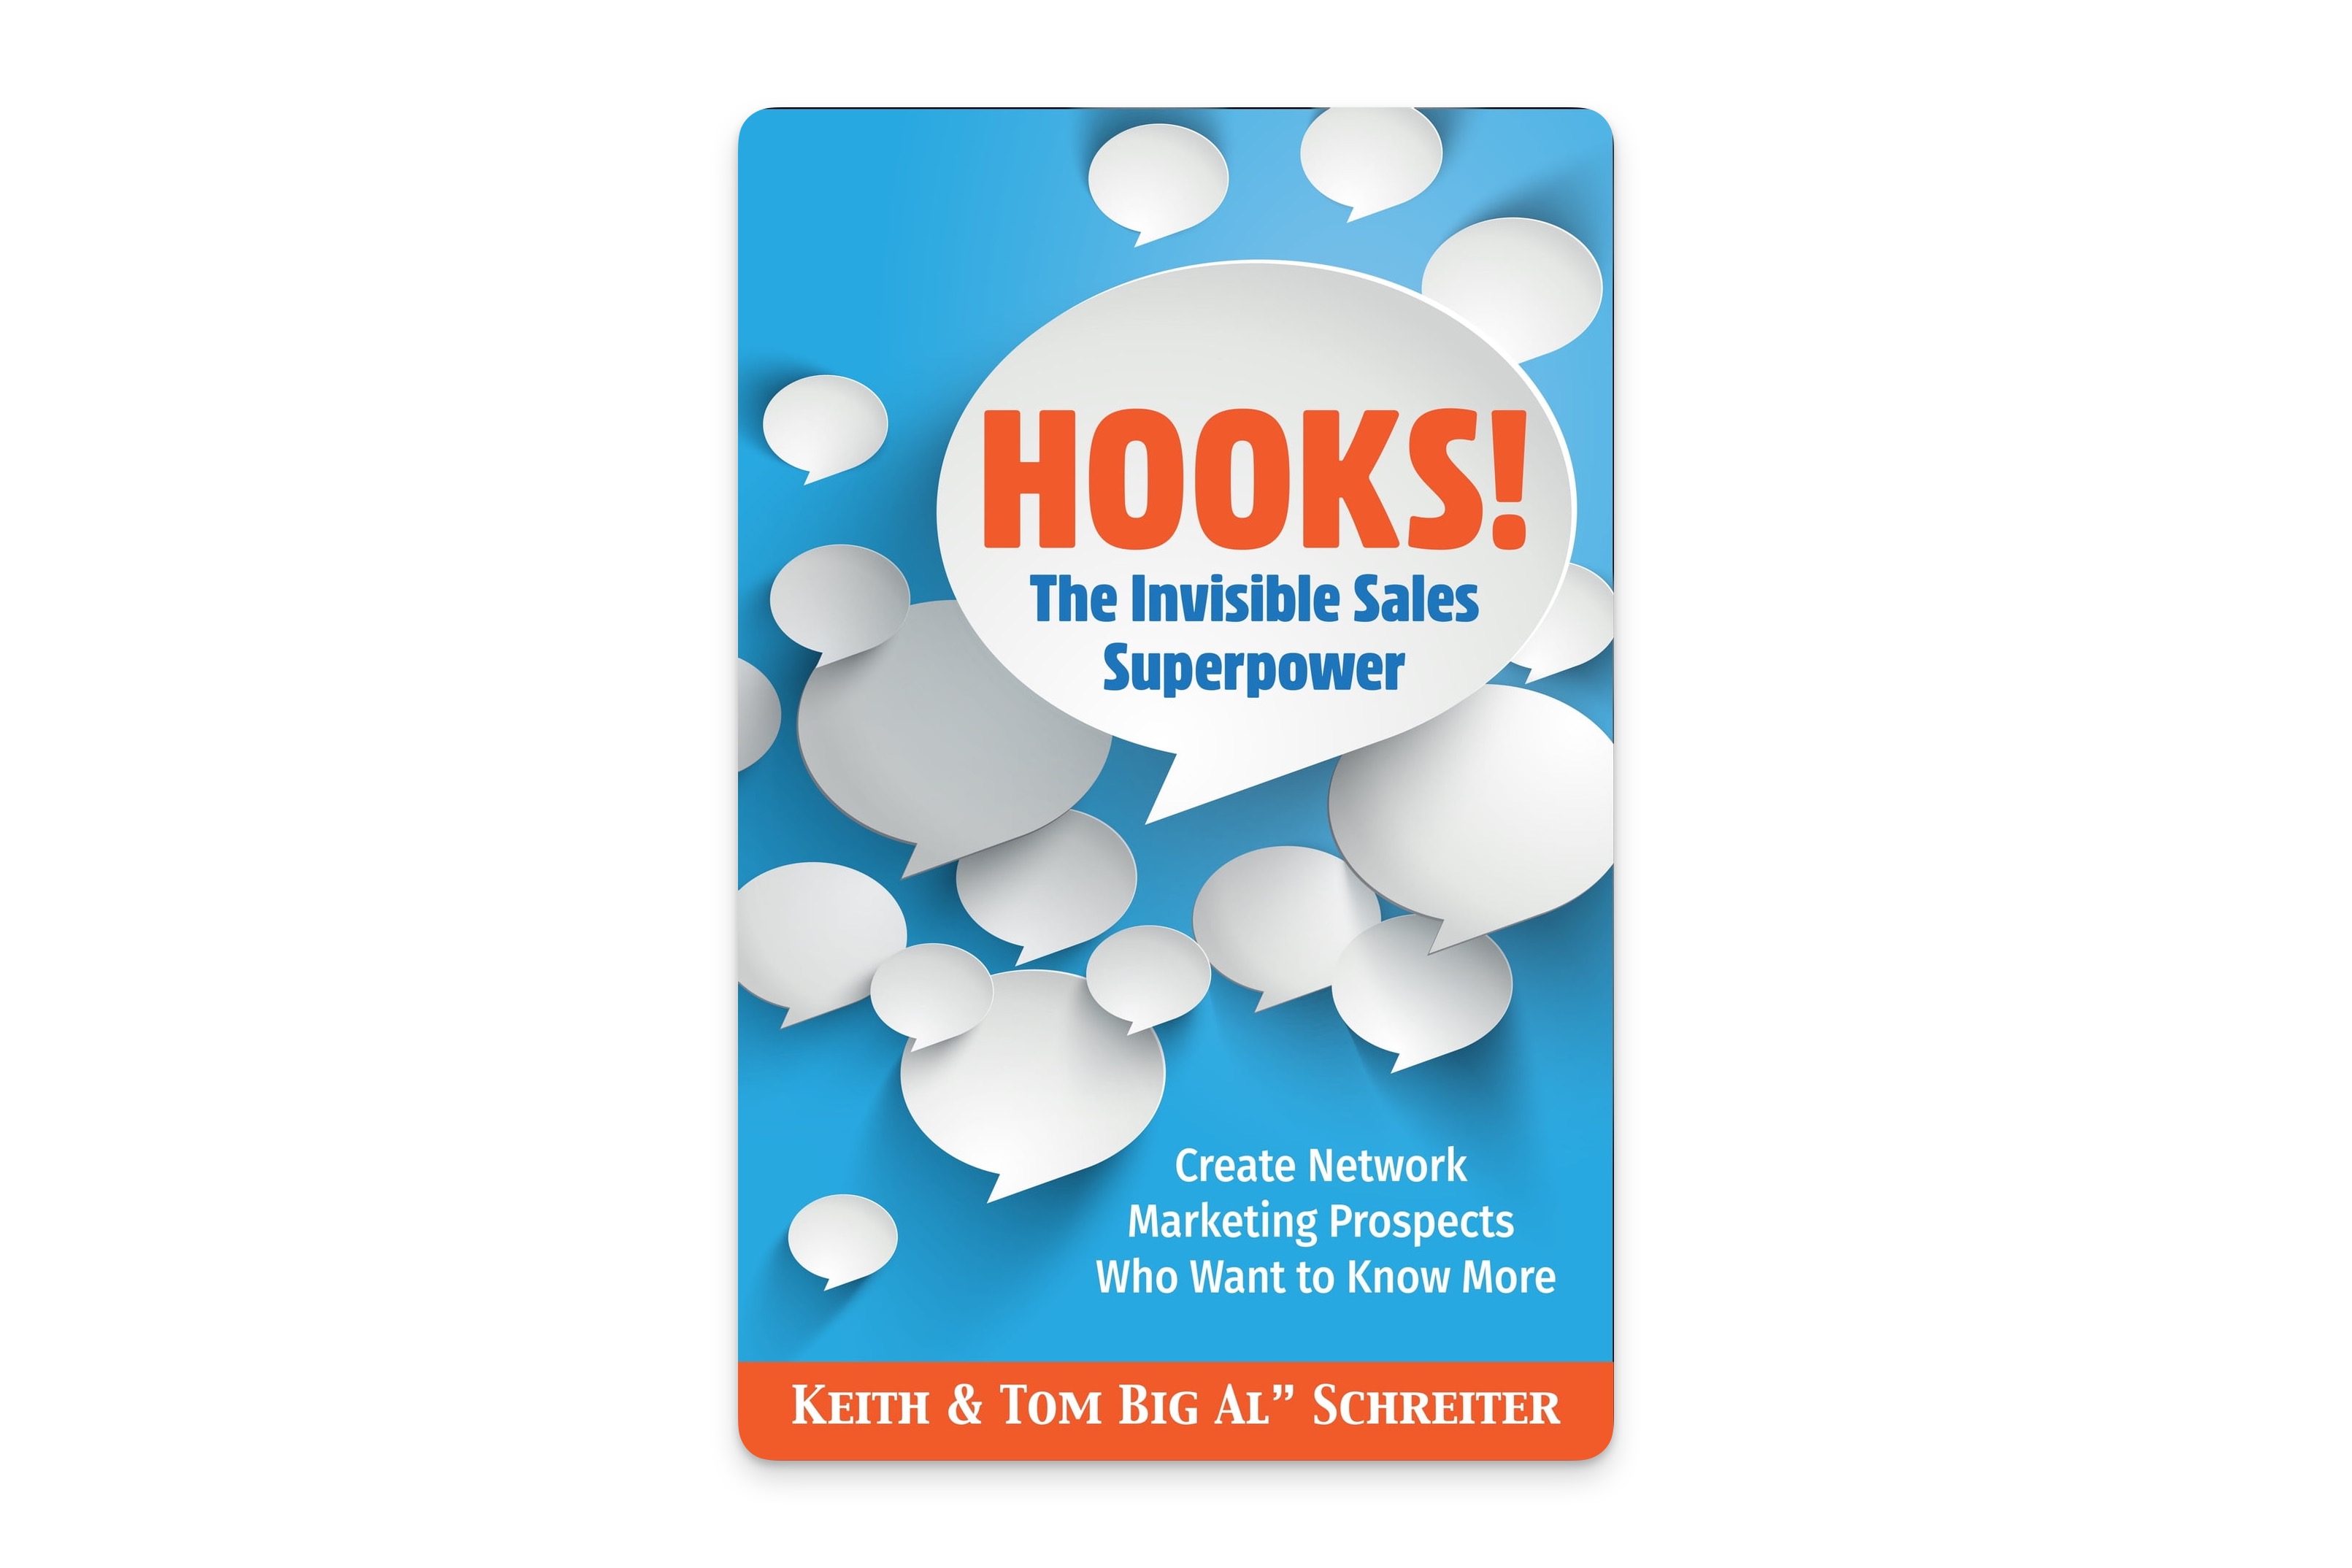 HOOKS!
The Invisible Sales
Superpower
Create Network
Marketing Prospects
Who Want to Know More
KEITH & TOM BIG AL” SCHREITER